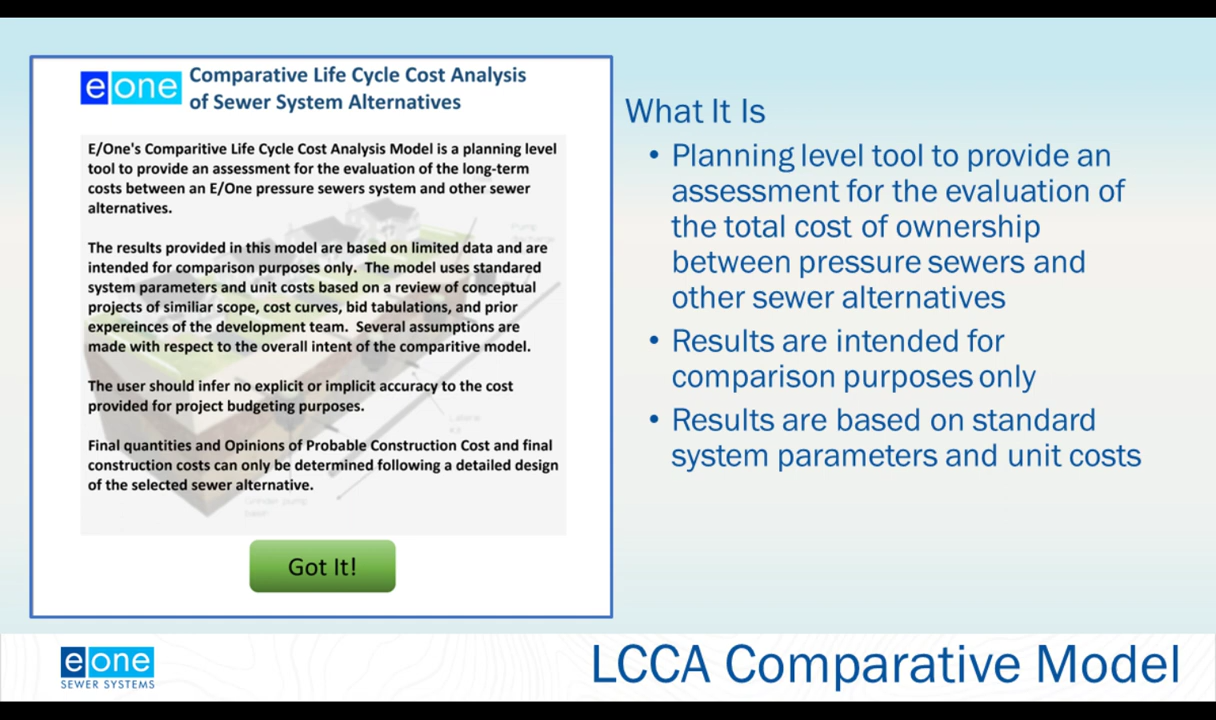 e one Comparative Life Cycle Cost Analysis
of Sewer System Alternatives
E/One's Comparitive Life Cycle Cost Analysis Model is a planning level
tool to provide an assessment for the evaluation of the long-term
costs between an E/One pressure sewers system and other sewer
alternatives.
The results provided in this model are based on limited data and are
intended for comparison purposes only. The model uses standared
system parameters and unit costs based on a review of conceptual
projects of similiar scope, cost curves, bid tabulations, and prior
expereinces of the development team. Several assumptions are
made with respect to the overall intent of the comparitive model.
The user should infer no explicit or implicit accuracy to the cost
provided for project budgeting purposes.
Final quantities and Opinions of Probable Construction Cost and final
construction costs can only be determined following a detailed design
of the selected sewer alternative.
Got It!
What It Is
• Planning level tool to provide an
assessment for the evaluation of
the total cost of ownership
between pressure sewers and
other sewer alternatives
• Results are intended for
comparison purposes only
• Results are based on standard
system parameters and unit costs
e one
SEWER SYSTEMS
LCCA Comparative Model